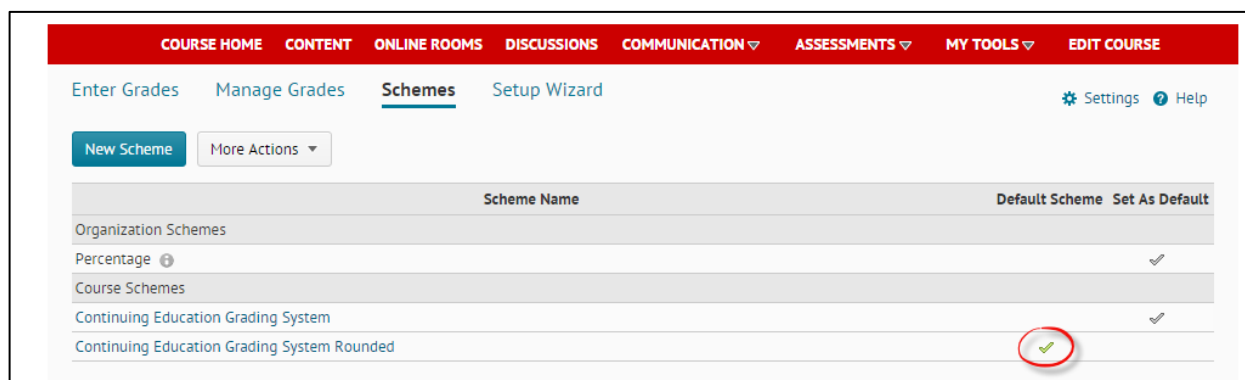 COURSE HOME CONTENT ONLINE ROOMS DISCUSSIONS COMMUNICATION ASSESSMENTS MY TOOLS EDIT COURSE
Enter Grades Manage Grades Schemes Setup Wizard Settings Help
New Scheme More Actions
Scheme Name Default Scheme Set As Default
Organization Schemes
Percentage
Course Schemes
Continuing Education Grading System
Continuing Education Grading System Rounded